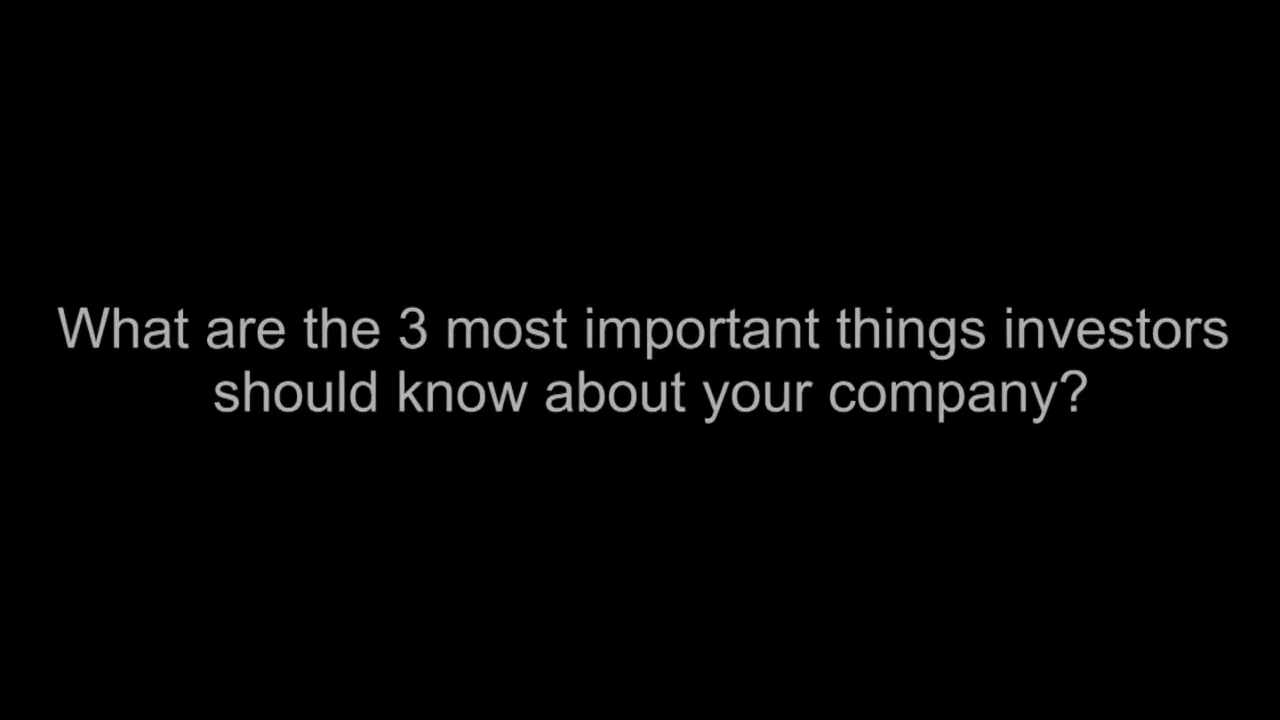 What are the 3 most important things investors
should know about your company?